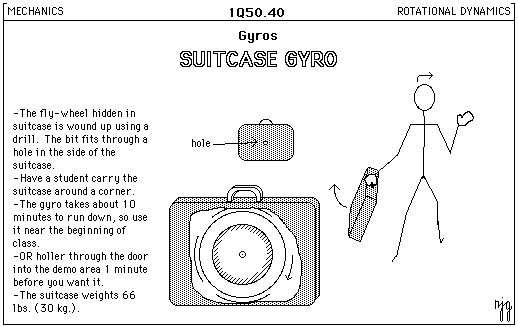 MECHANICS
1Q50.40
ROTATIONAL DYNAMICS
Gyros
SUITCASE GYRO
-The fly-wheel hidden in
suitcase is wound up using a
drill. The bit fits through a
hole in the side of the
suitcase.
-Have a student carry the
suitcase around a corner.
-The gyro takes about 10
minutes to run down, so use
it near the beginning of
class.
-OR holler through the door
into the demo area 1 minute
before you want it.
-The suitcase weights 66
lbs. (30 kg.).
hole
njg